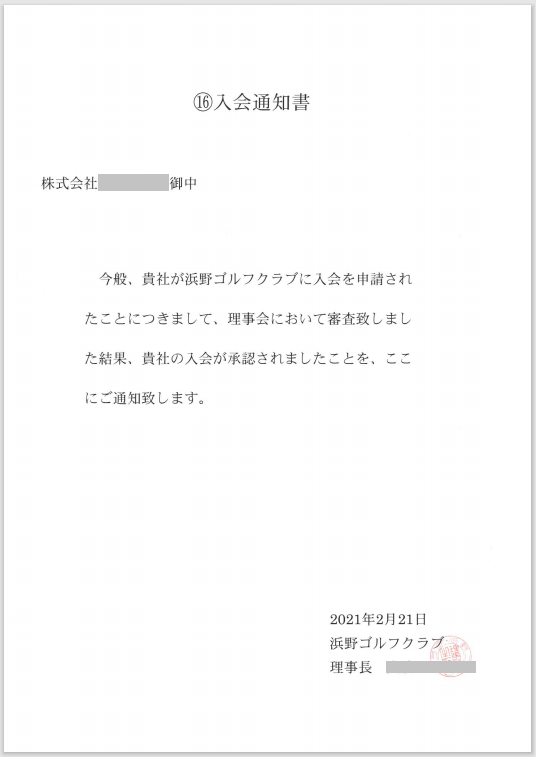 ⑯入会通知書
株式会社 御中
今般、貴社が浜野ゴルフクラブに入会を申請され
たことにつきまして、理事会において審査致しまし
た結果、貴社の入会が承認されましたことを、ここ
にご通知致します。
2021年2月21日
浜野ゴルフクラブ
理事長